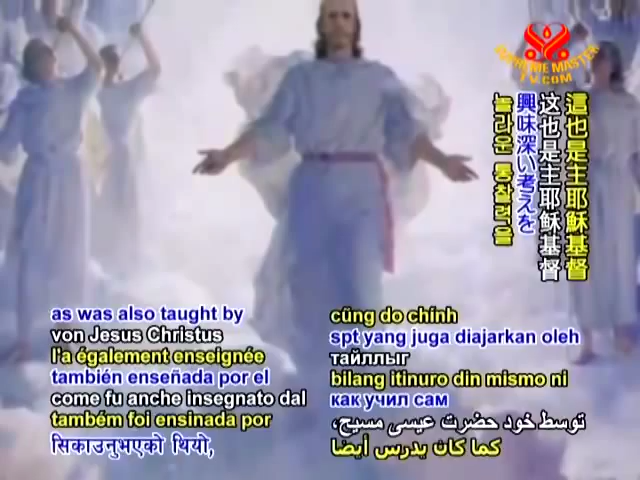 SUPREME MASTER
TV.COM
這也是主耶穌基督
这也是主耶稣基督
興味深い考えを
놀라운 통찰력을
as was also taught by
von Jesus Christus
l'a également enseignée
también enseñada por el
come fu anche insegnato dal
também foi ensinada por
सिकाउनुभएको थियो,
cũng do chính
spt yang juga diajarkan oleh
тайллыг
bilang itinuro din mismo ni
как учил сам
توسط خود حضرت عیسی مسیح،
كما كان يدرس أيضا